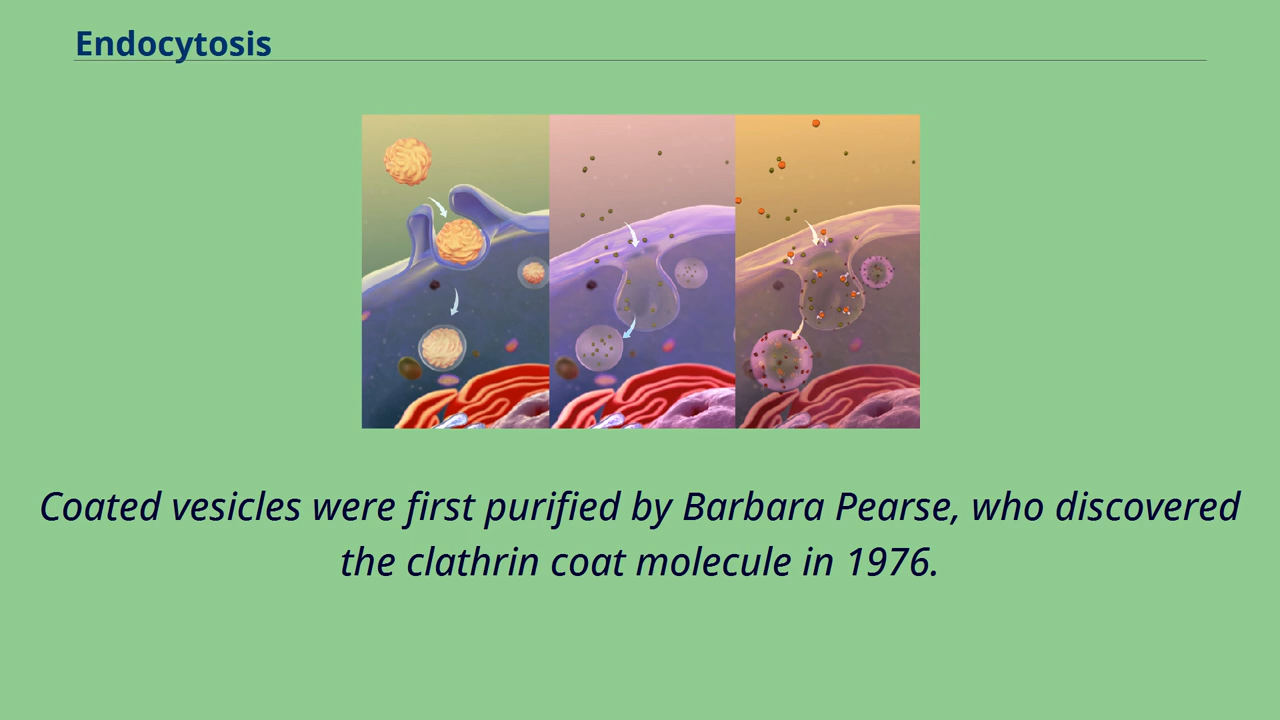 Endocytosis
Coated vesicles were first purified by Barbara Pearse, who discovered
the clathrin coat molecule in 1976.